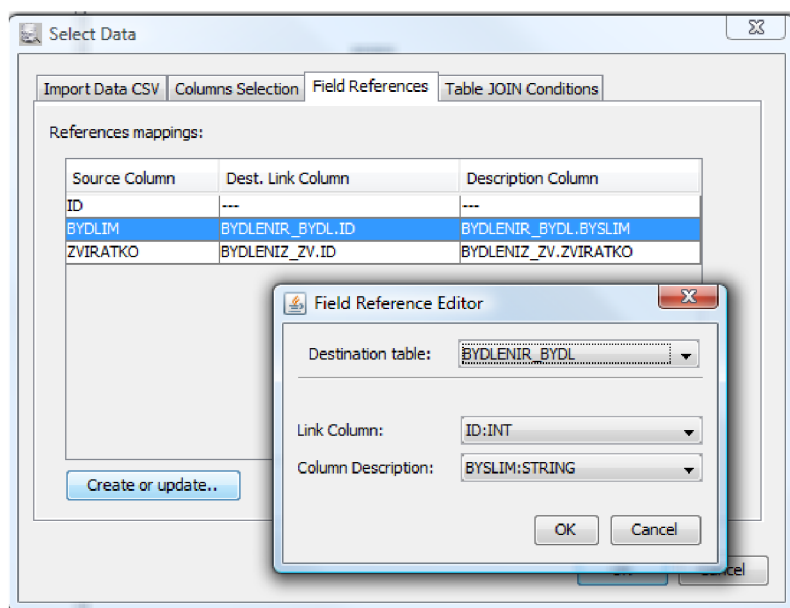 Select Data
Import Data CSV Columns Selection Field References Table JOIN Conditions
References mappings:
Source Column Dest. Link Column Description Column
ID --- ---
BYDLIM BYDLENIR_BYDL.ID BYDLENIR_BYDL.BYSLIM
ZVIRATKO BYDLENIZ_ZV.ID BYDLENIZ_ZV.ZVIRATKO
Field Reference Editor
Destination table: BYDLENIR_BYDL
Link Column: ID:INT
Column Description: BYSLIM:STRING
Create or update..
OK Cancel